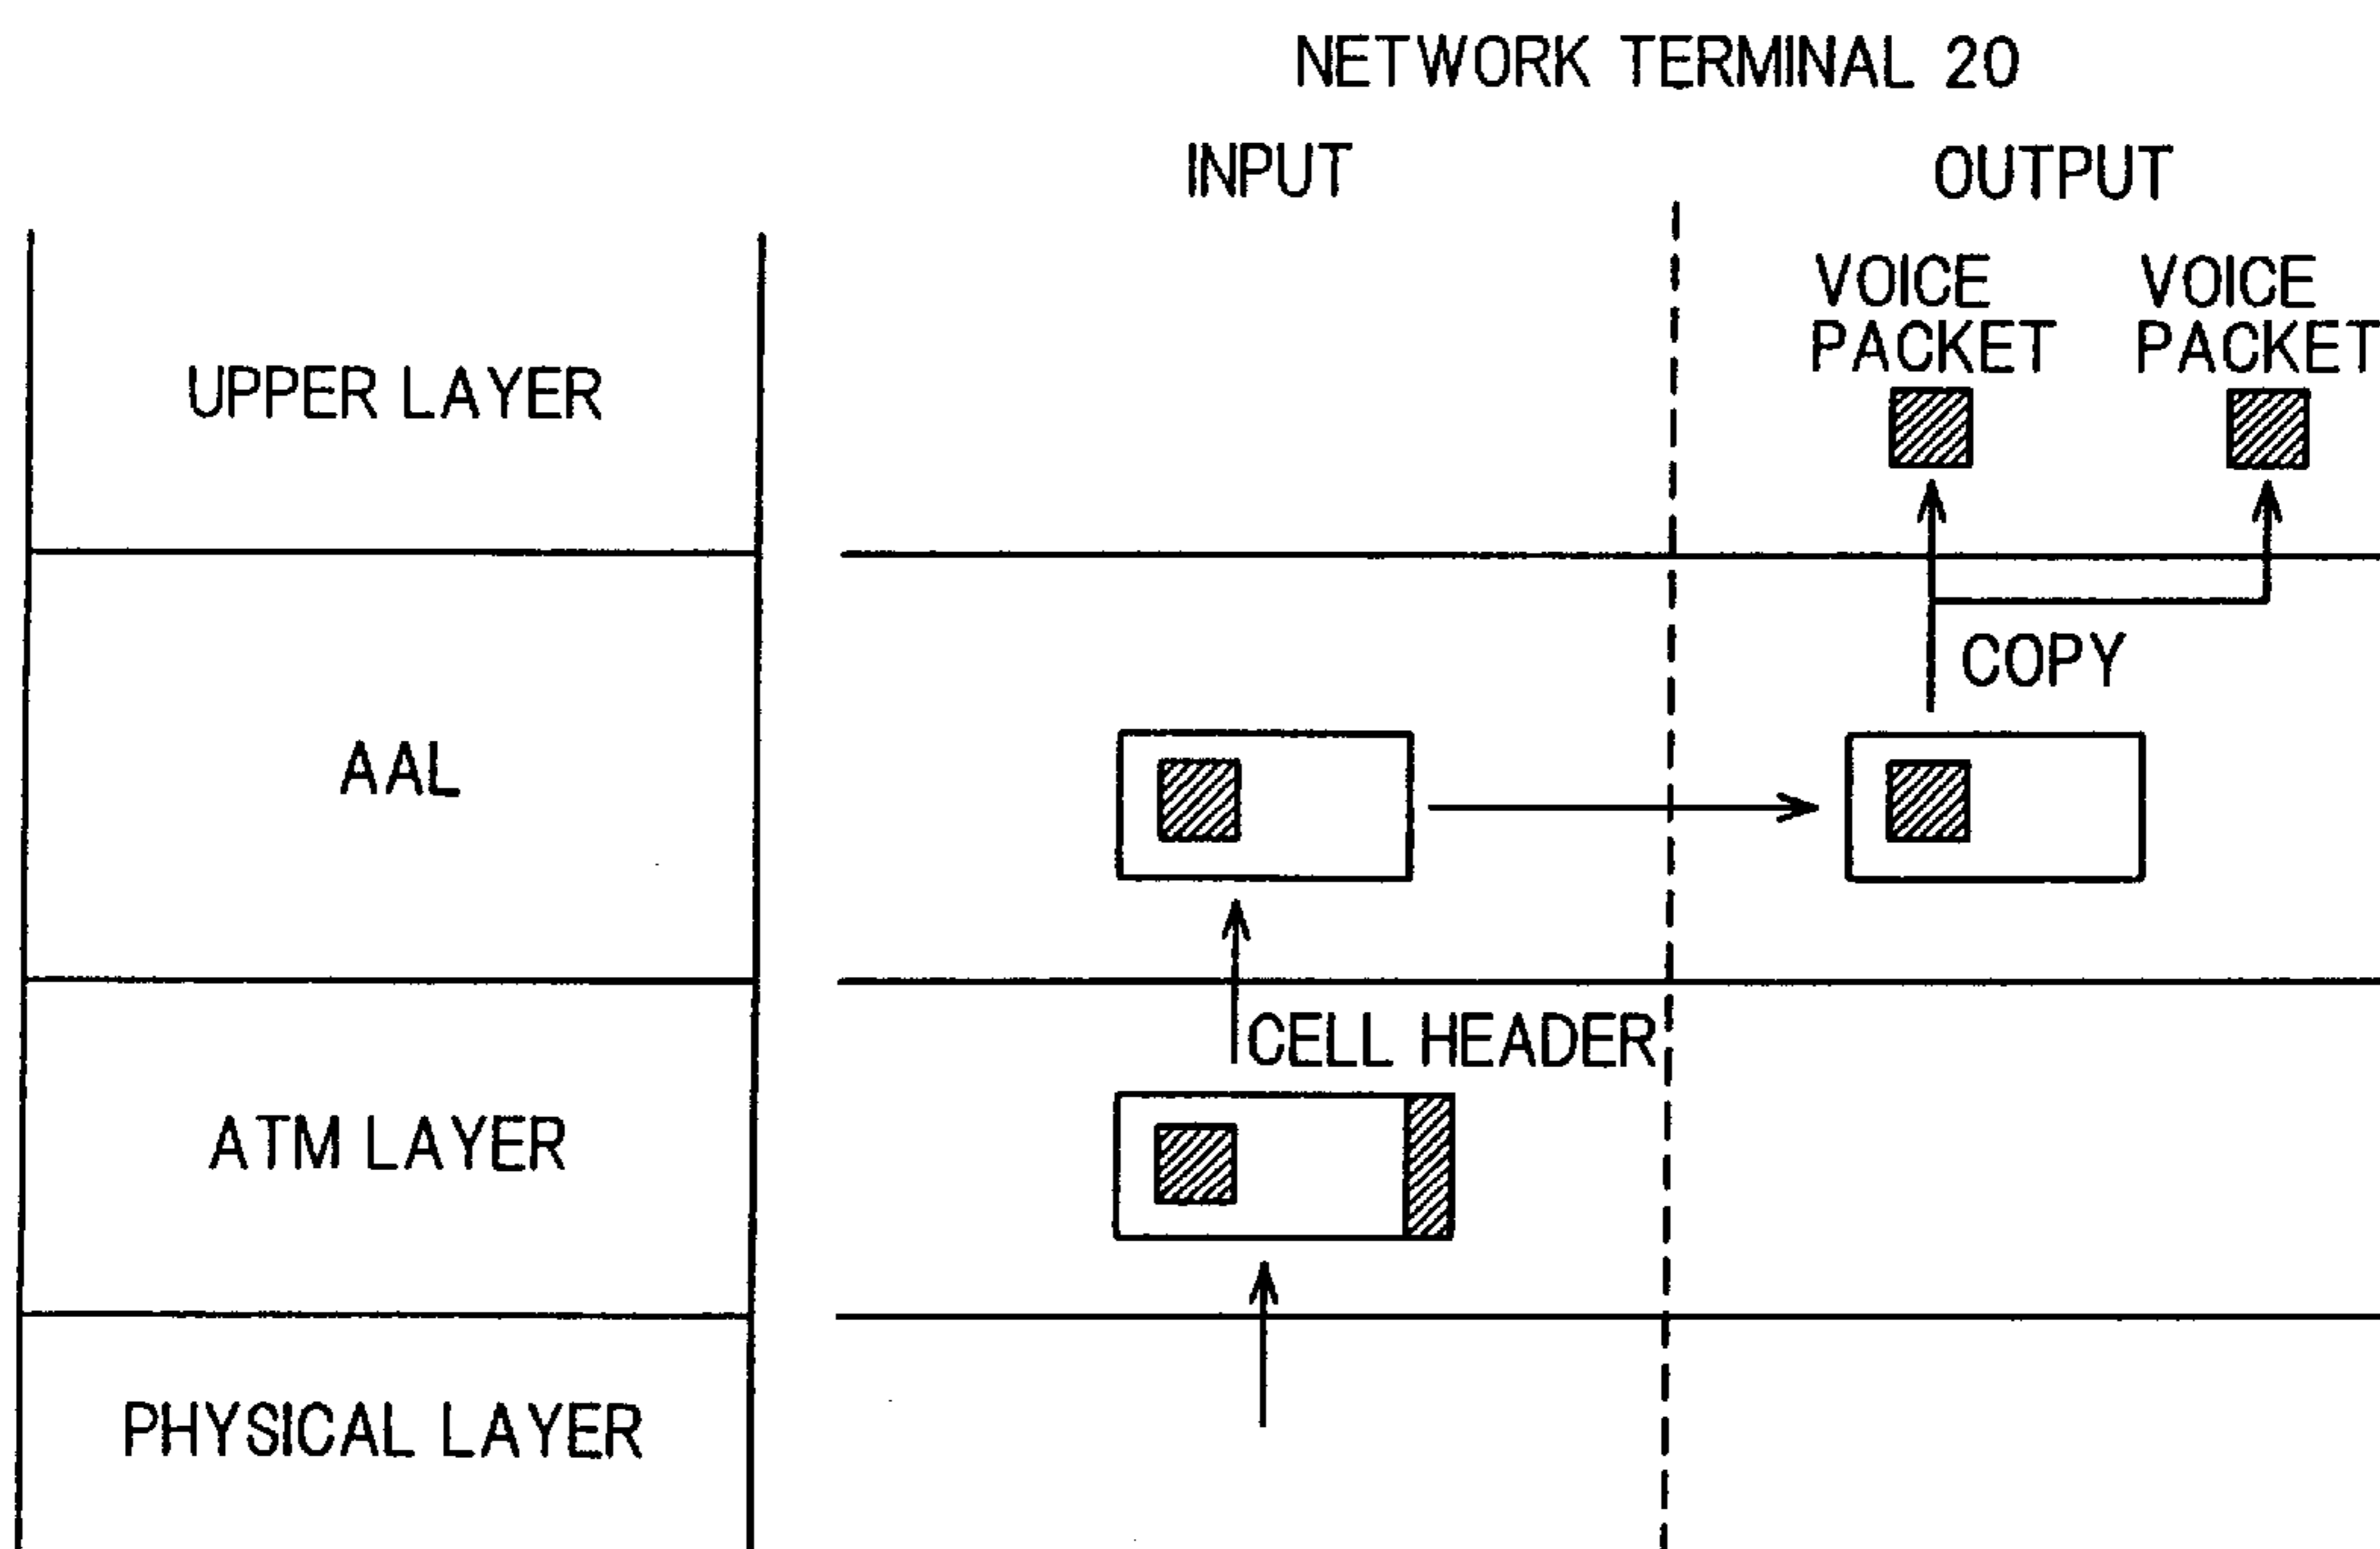 NETWORK TERMINAL 20
INPUT
OUTPUT
VOICE PACKET
VOICE PACKET
UPPER LAYER
COPY
AAL
CELL HEADER
ATM LAYER
PHYSICAL LAYER